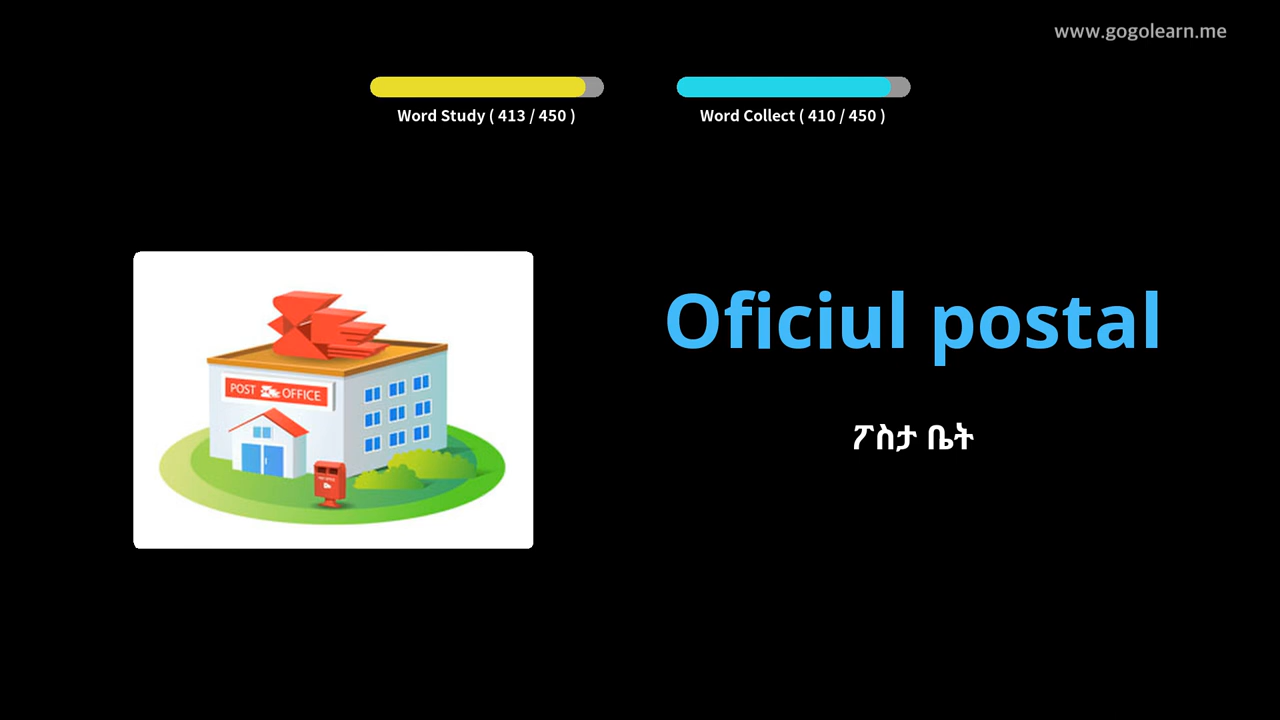 www.gogolearn.me
Word Study ( 413 / 450 )
Word Collect ( 410 / 450 )
POST OFFICE
Oficiul postal
ፖስታ ቤት